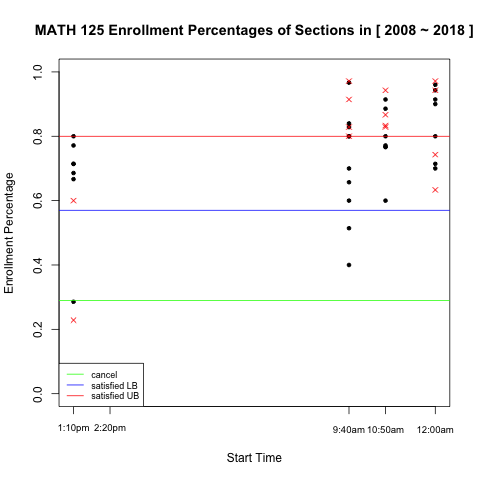 MATH 125 Enrollment Percentages of Sections in [ 2008 ~ 2018 ]
Enrollment Percentage
1.0
0.8
0.6
0.4
0.2
0.0
cancel
satisfied LB
satisfied UB
1:10pm 2:20pm 9:40am 10:50am 12:00am
Start Time